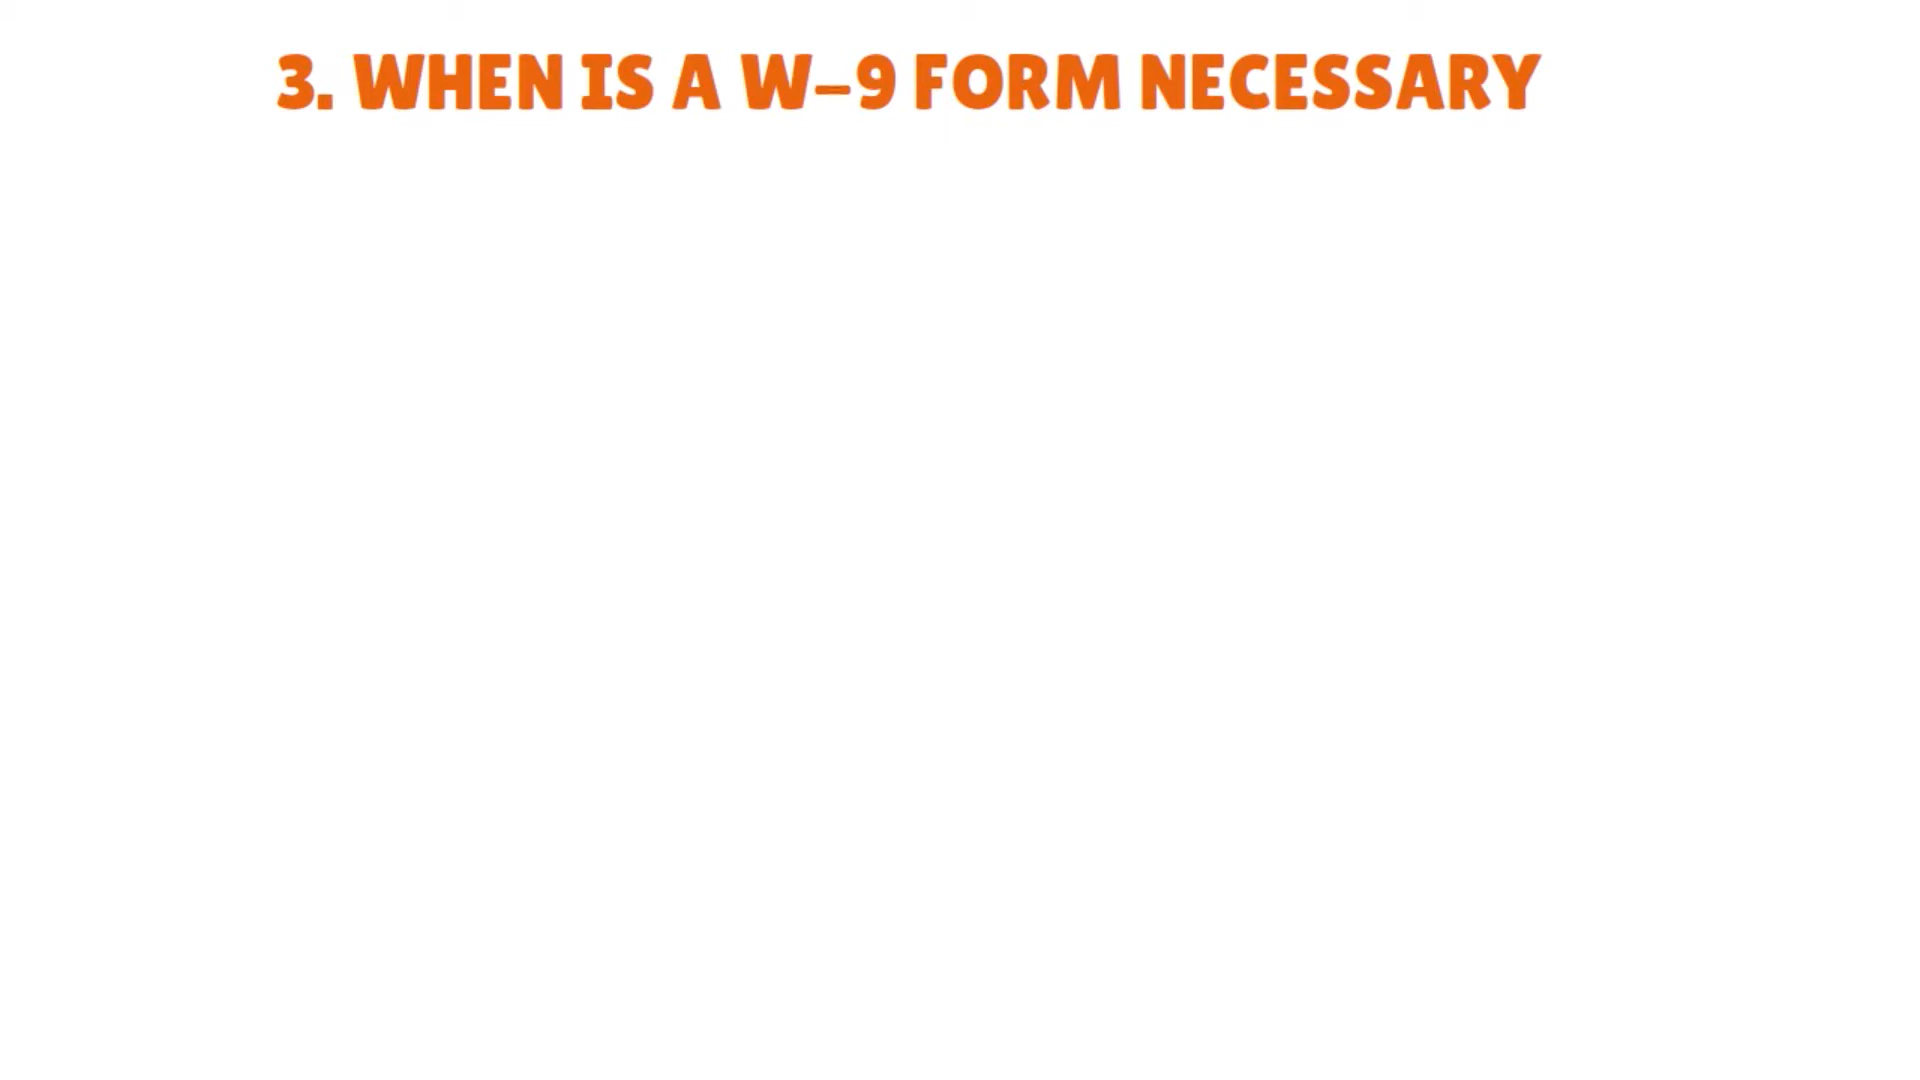 3. WHEN IS A W–9 FORM NECESSARY